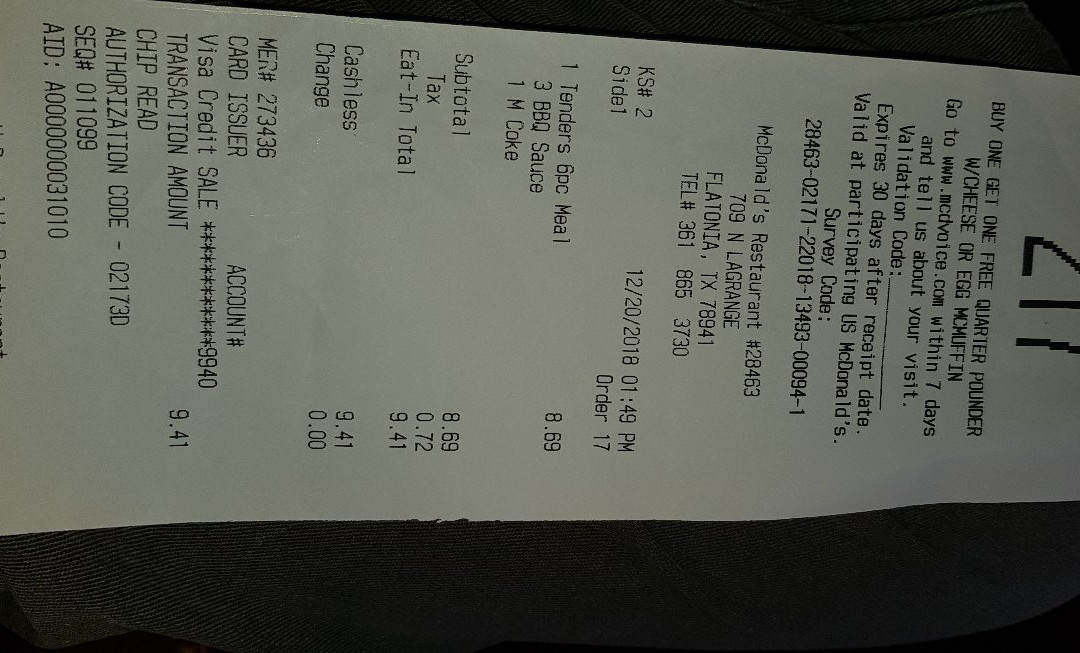 217
BUY ONE GET ONE FREE QUARTER POUNDER
W/CHEESE OR EGG MCMUFFIN
Go to www.mcdvoice.com within 7 days
and tell us about your visit.
Validation Code:__________
Expires 30 days after receipt date.
Valid at participating US McDonald's.
Survey Code:
28463-02171-22018-13493-00094-1
McDonald's Restaurant #28463
709 N LAGRANGE
FLATONIA, TX 78941
TEL# 361 865 3730
KS# 2 12/20/2018 01:49 PM
Side1 Order 17
1 Tenders 6pc Meal 8.69
3 BBQ Sauce
1 M Coke
Subtotal 8.69
Tax 0.72
Eat-In Total 9.41
Cashless 9.41
Change 0.00
MER# 273436
CARD ISSUER ACCOUNT#
Visa Credit SALE ************9940
TRANSACTION AMOUNT 9.41
CHIP READ
AUTHORIZATION CODE - 02173D
SEQ# 011099
AID: A0000000031010